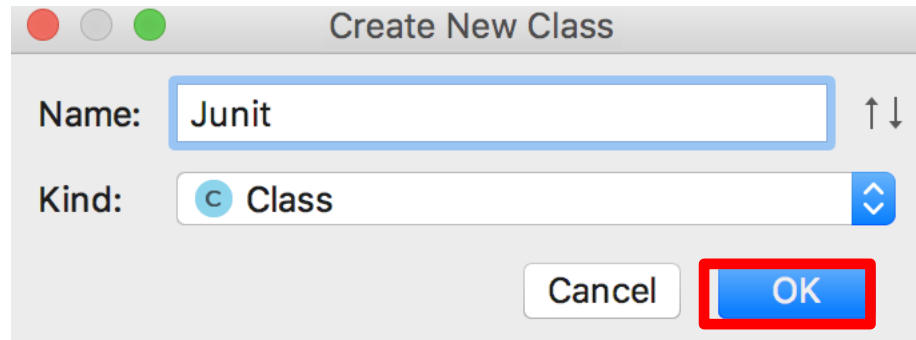 Create New Class
Name: Junit ↑↓
Kind: C Class
Cancel OK